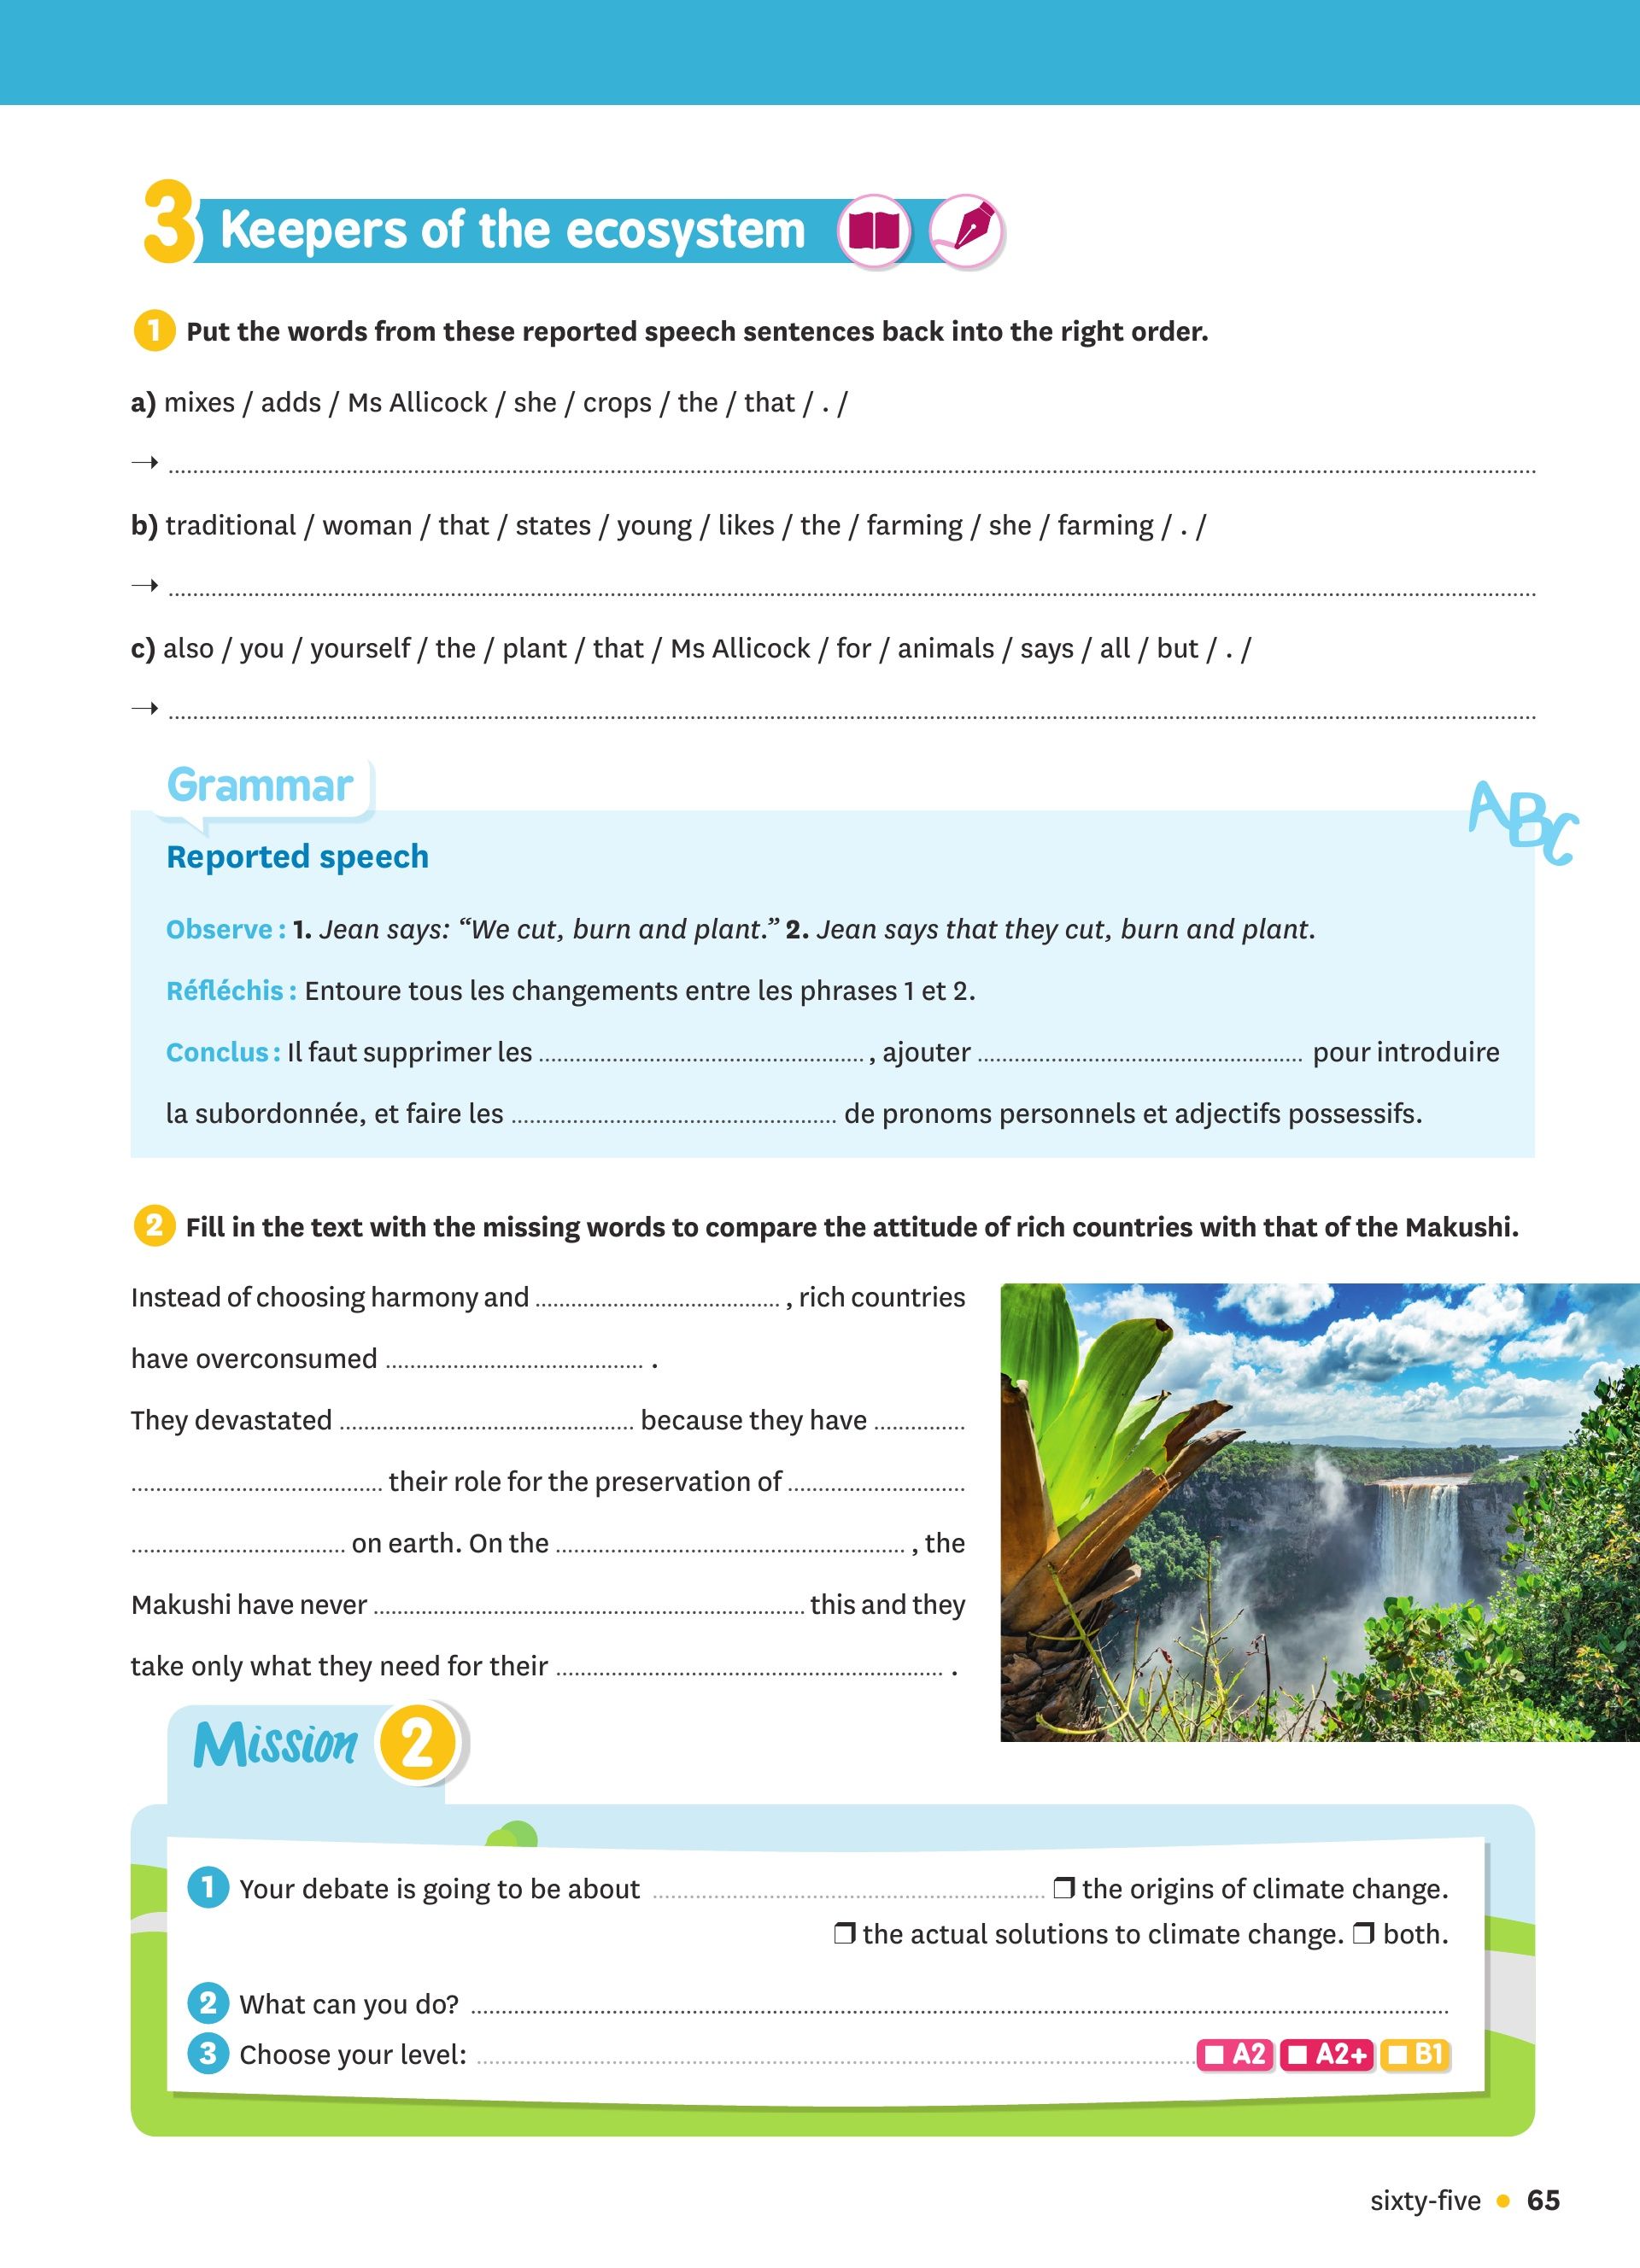 3 Keepers of the ecosystem
1 Put the words from these reported speech sentences back into the right order.
a) mixes / adds / Ms Allicock / she / crops / the / that / . /
→ ......................................................
b) traditional / woman / that / states / young / likes / the / farming / she / farming / . /
→ ......................................................
c) also / you / yourself / the / plant / that / Ms Allicock / for / animals / says / all / but / . /
→ ......................................................
Grammar
ABC
Reported speech
Observe : 1. Jean says: “We cut, burn and plant.” 2. Jean says that they cut, burn and plant.
Réfléchis : Entoure tous les changements entre les phrases 1 et 2.
Conclus : Il faut supprimer les .................... , ajouter .................... pour introduire
la subordonnée, et faire les .................... de pronoms personnels et adjectifs possessifs.
2 Fill in the text with the missing words to compare the attitude of rich countries with that of the Makushi.
Instead of choosing harmony and .................... , rich countries
have overconsumed .................... .
They devastated .................... because they have ..........
.................... their role for the preservation of ....................
.................... on earth. On the .................... , the
Makushi have never .................... this and they
take only what they need for their .................... .
Mission 2
1 Your debate is going to be about .................... ❒ the origins of climate change.
❒ the actual solutions to climate change. ❒ both.
2 What can you do? ....................
3 Choose your level: .................... ■ A2 ■ A2+ ■ B1
sixty-five • 65